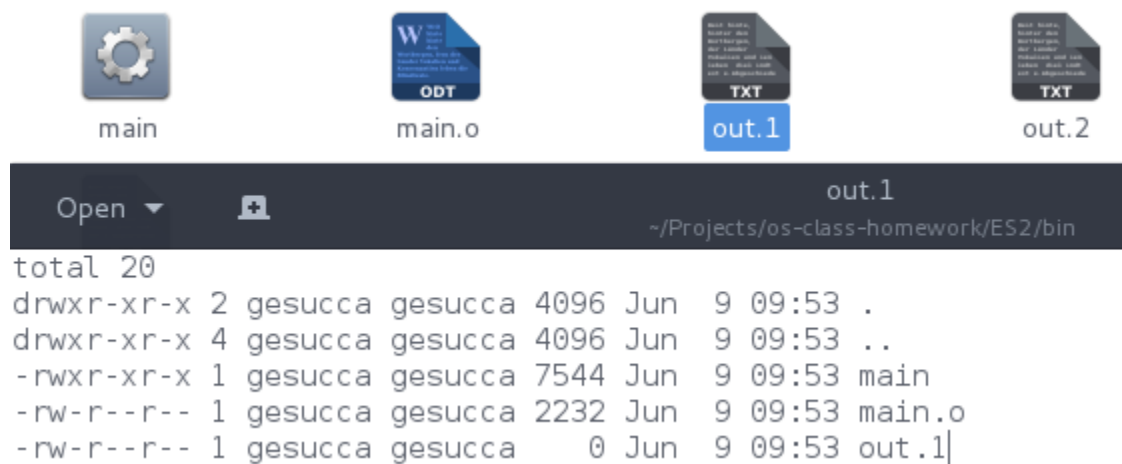 W
ODT
TXT
TXT
main
main.o
out.1
out.2
Open
out.1
~/Projects/os-class-homework/ES2/bin
total 20
drwxr-xr-x 2 gesucca gesucca 4096 Jun  9 09:53 .
drwxr-xr-x 4 gesucca gesucca 4096 Jun  9 09:53 ..
-rwxr-xr-x 1 gesucca gesucca 7544 Jun  9 09:53 main
-rw-r--r-- 1 gesucca gesucca 2232 Jun  9 09:53 main.o
-rw-r--r-- 1 gesucca gesucca    0 Jun  9 09:53 out.1